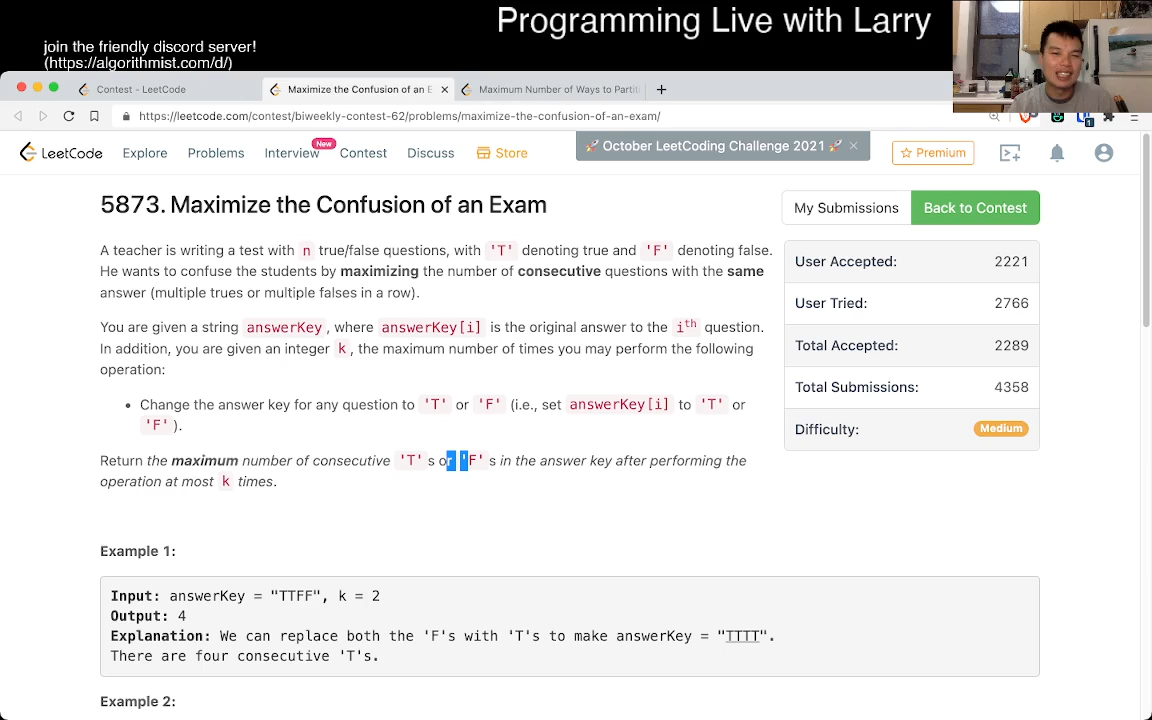 Programming Live with Larry
join the friendly discord server!
(https://algorithmist.com/d/)
Contest - LeetCode
Maximize the Confusion of an E
Maximum Number of Ways to Partiti
https://leetcode.com/contest/biweekly-contest-62/problems/maximize-the-confusion-of-an-exam/
LeetCode
Explore
Problems
Interview
New
Contest
Discuss
Store
🚀 October LeetCoding Challenge 2021 🚀
Premium
5873. Maximize the Confusion of an Exam
My Submissions
Back to Contest
A teacher is writing a test with n true/false questions, with 'T' denoting true and 'F' denoting false.
He wants to confuse the students by maximizing the number of consecutive questions with the same
answer (multiple trues or multiple falses in a row).
You are given a string answerKey, where answerKey[i] is the original answer to the ith question.
In addition, you are given an integer k, the maximum number of times you may perform the following
operation:
• Change the answer key for any question to 'T' or 'F' (i.e., set answerKey[i] to 'T' or
'F').
Return the maximum number of consecutive 'T's or 'F's in the answer key after performing the
operation at most k times.
User Accepted: 2221
User Tried: 2766
Total Accepted: 2289
Total Submissions: 4358
Difficulty: Medium
Example 1:
Input: answerKey = "TTFF", k = 2
Output: 4
Explanation: We can replace both the 'F's with 'T's to make answerKey = "TTTT".
There are four consecutive 'T's.
Example 2: